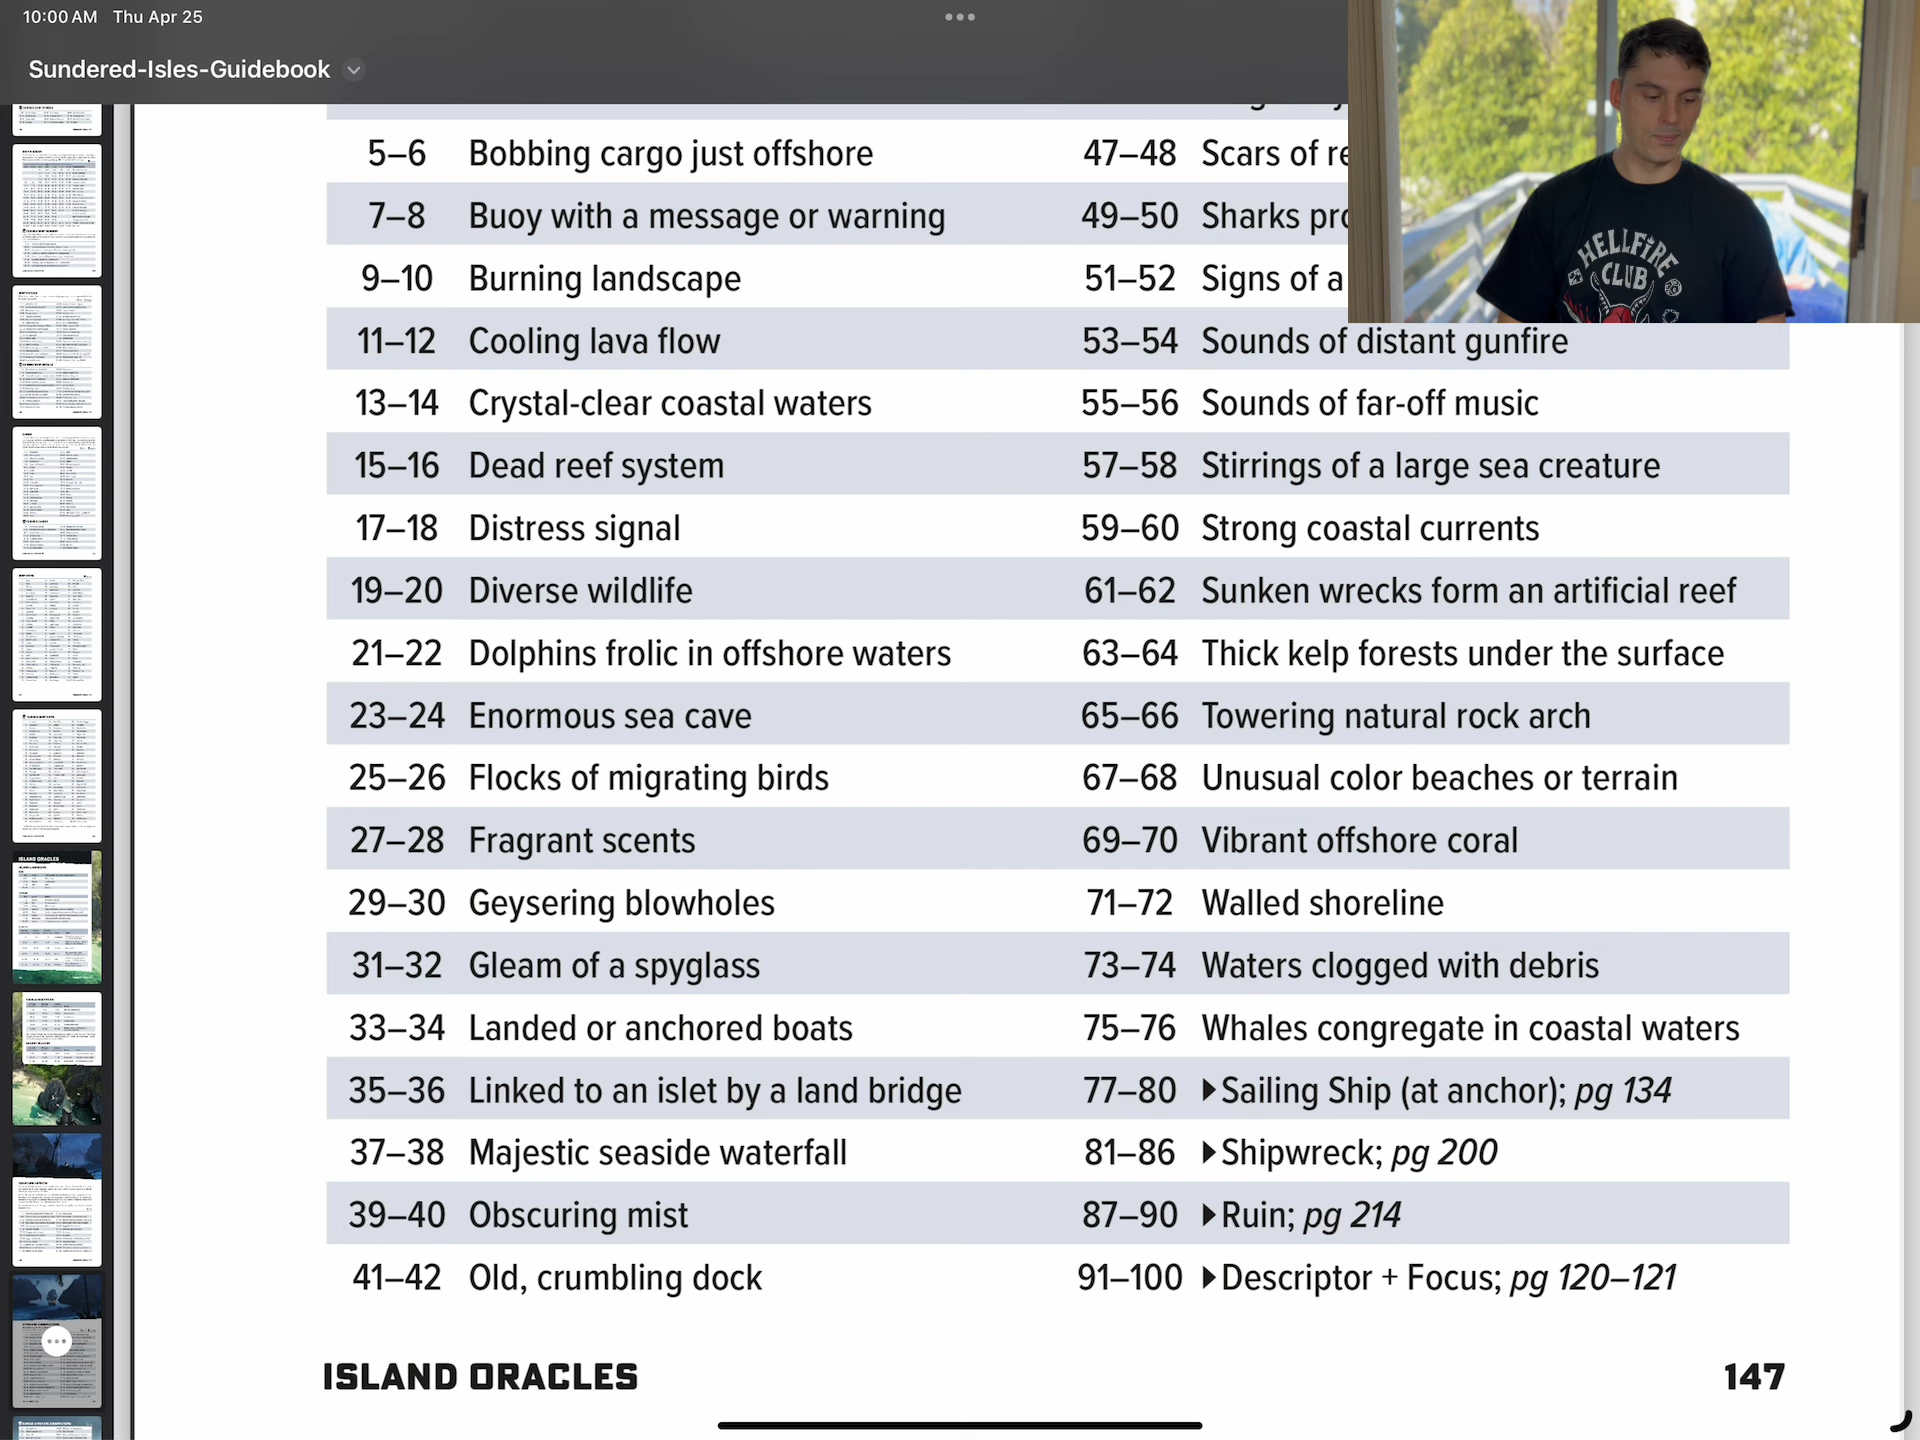 10:00 AM Thu Apr 25
Sundered-Isles-Guidebook
5–6 Bobbing cargo just offshore 47–48 Scars of
7–8 Buoy with a message or warning 49–50 Sharks
9–10 Burning landscape 51–52 Signs of a
11–12 Cooling lava flow 53–54 Sounds of distant gunfire
13–14 Crystal-clear coastal waters 55–56 Sounds of far-off music
15–16 Dead reef system 57–58 Stirrings of a large sea creature
17–18 Distress signal 59–60 Strong coastal currents
19–20 Diverse wildlife 61–62 Sunken wrecks form an artificial reef
21–22 Dolphins frolic in offshore waters 63–64 Thick kelp forests under the surface
23–24 Enormous sea cave 65–66 Towering natural rock arch
25–26 Flocks of migrating birds 67–68 Unusual color beaches or terrain
27–28 Fragrant scents 69–70 Vibrant offshore coral
29–30 Geysering blowholes 71–72 Walled shoreline
31–32 Gleam of a spyglass 73–74 Waters clogged with debris
33–34 Landed or anchored boats 75–76 Whales congregate in coastal waters
35–36 Linked to an islet by a land bridge 77–80 ▶Sailing Ship (at anchor); pg 134
37–38 Majestic seaside waterfall 81–86 ▶Shipwreck; pg 200
39–40 Obscuring mist 87–90 ▶Ruin; pg 214
41–42 Old, crumbling dock 91–100 ▶Descriptor + Focus; pg 120–121
ISLAND ORACLES 147
HELLFIRE
CLUB
ISLAND ORACLES